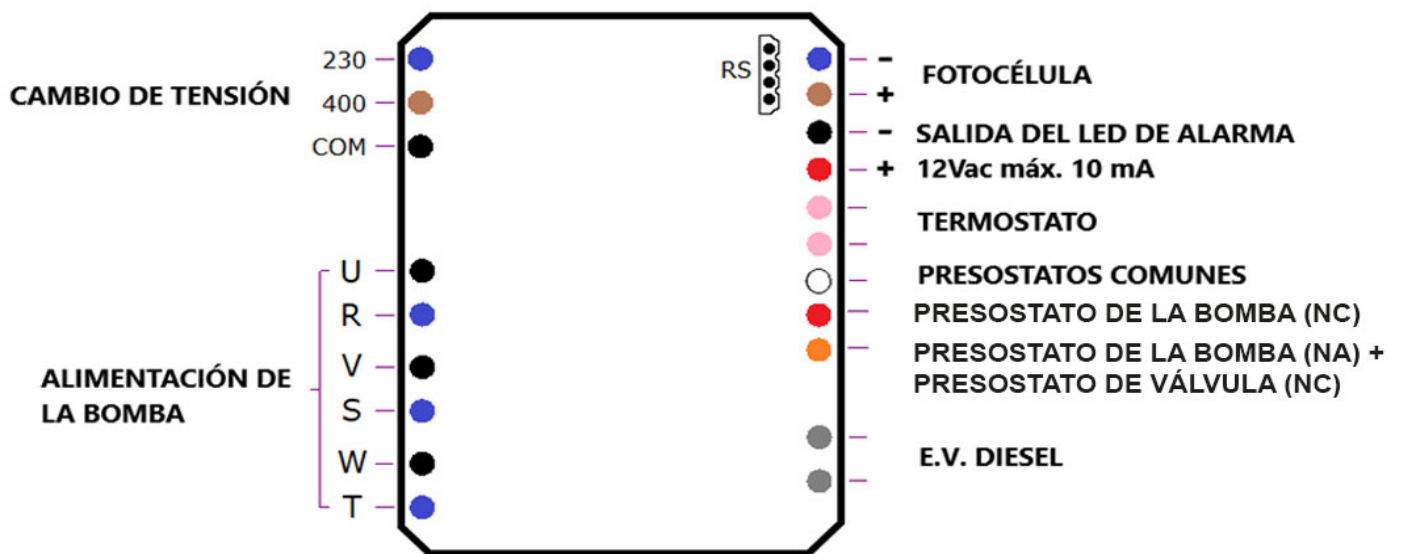 CAMBIO DE TENSIÓN
230
400
COM
ALIMENTACIÓN DE
LA BOMBA
U
R
V
S
W
T
RS
-
+
FOTOCÉLULA
-
+
SALIDA DEL LED DE ALARMA
12Vac máx. 10 mA
TERMOSTATO
PRESOSTATOS COMUNES
PRESOSTATO DE LA BOMBA (NC)
PRESOSTATO DE LA BOMBA (NA) +
PRESOSTATO DE VÁLVULA (NC)
E.V. DIESEL